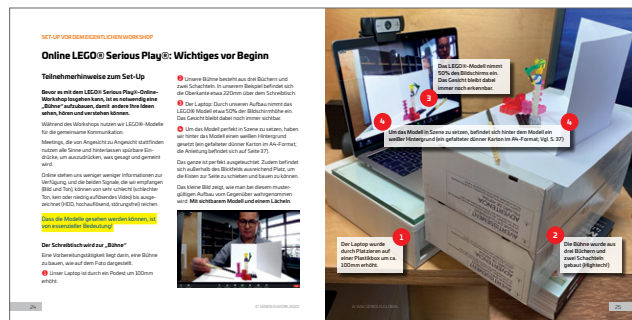 SET-UP VOR DEM EIGENTLICHEN WORKSHOP
Online LEGO® Serious Play®: Wichtiges vor Beginn
Teilnehmerhinweise zum Set-Up
Bevor es mit dem LEGO® Serious Play®-Online-
Workshop losgehen kann, ist es notwendig eine
„Bühne" aufzubauen, damit andere Ihre Ideen
sehen, hören und verstehen können.
Während des Workshops nutzen wir LEGO®-Modelle
für die gemeinsame Kommunikation.
Meetings, die von Angesicht zu Angesicht stattfinden
nutzen alle Sinne und hinterlassen spürbare Ein-
drücke, um auszudrücken, was gesagt und gemeint
wird.
Online stehen uns weniger weniger Informationen zur
Verfügung, und die beiden Signale, die wir empfangen
(Bild und Ton), können von sehr schlecht (schlechter
Ton, kein oder niedrig auflösendes Video) bis ausge-
zeichnet (HDD, hochauflösend, störungsfrei) reichen.
Dass die Modelle gesehen werden können, ist
von essenzieller Bedeutung!
Der Schreibtisch wird zur „Bühne"
Eine Vorbereitungstätigkeit liegt darin, eine Bühne
zu bauen, wie auf dem Foto dargestellt.
1 Unser Laptop ist durch ein Podest um 100mm
erhöht.
2 Unsere Bühne besteht aus drei Büchern und
zwei Schachteln. In unserem Beispiel befindet sich
die Oberkante etwa 220mm über dem Schreibtisch.
3 Der Laptop: Durch unseren Aufbau nimmt das
LEGO® Modell etwa 50% der Bildschirmhöhe ein.
Das Gesicht bleibt dabei noch immer sichtbar.
4 Um das Modell perfekt in Szene zu setzen, haben
wir hinter das Modell einen weißen Hintergrund
gesetzt (ein gefalteter dünner Karton im A4-Format;
die Anleitung befindet sich auf Seite 37).
Das ganze ist perfekt ausgeleuchtet. Zudem befindet
sich außerhalb des Blickfelds ausreichend Platz, um
die Kisten zur Seite zu schieben und bauen zu können.
Das kleine Bild zeigt, wie man bei diesem muster-
gültigen Aufbau vom Gegenüber wahrgenommen
wird: Mit sichtbarem Modell und einem Lächeln.
24
Das LEGO®-Modell nimmt
50% des Bildschirms ein.
Das Gesicht bleibt dabei
immer noch erkennbar.
3
4
4
Um das Modell in Szene zu setzen, befindet sich hinter dem Modell ein
weißer Hintergrund (ein gefalteter dünner Karton im A4-Format; Vgl. S. 37)
1
Der Laptop wurde
durch Platzieren auf
einer Plastikbox um ca.
100mm erhöht.
2
Die Bühne wurde aus
drei Büchern und
zwei Schachteln
gebaut (Hightech!)
25